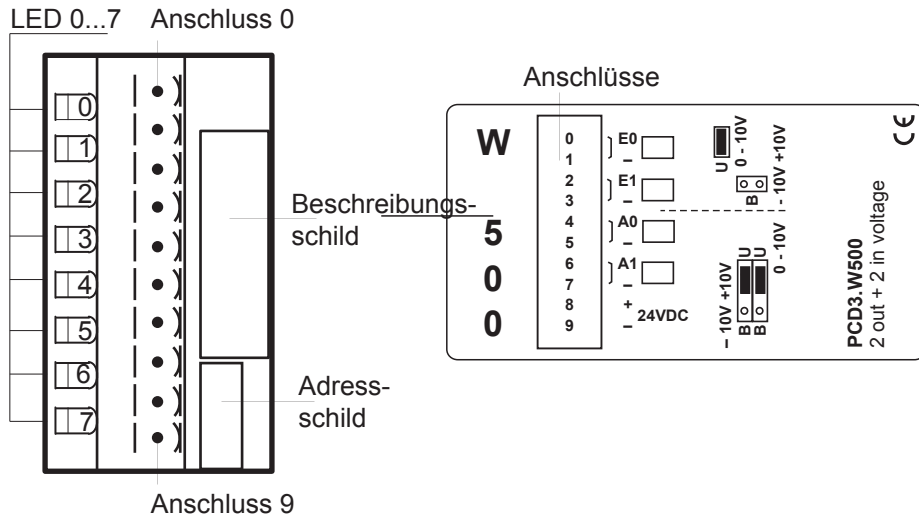 LED 0...7
Anschluss 0
0
1
2
3
4
5
6
7
Beschreibungs-
schild
Adress-
schild
Anschluss 9
Anschlüsse
W
5
0
0
0
1
2
3
4
5
6
7
8
9
E0
–
E1
–
A0
–
A1
–
+
–
24VDC
U
0 - 10V
B
- 10V +10V
– 10V +10V
B U
B U
0 - 10V
PCD3.W500
2 out + 2 in voltage
CE